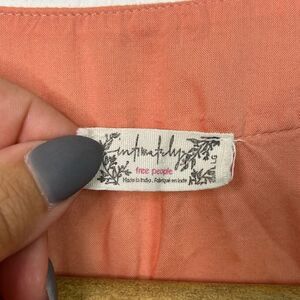 intimately
free people
Made in India. Fabriqué en Inde